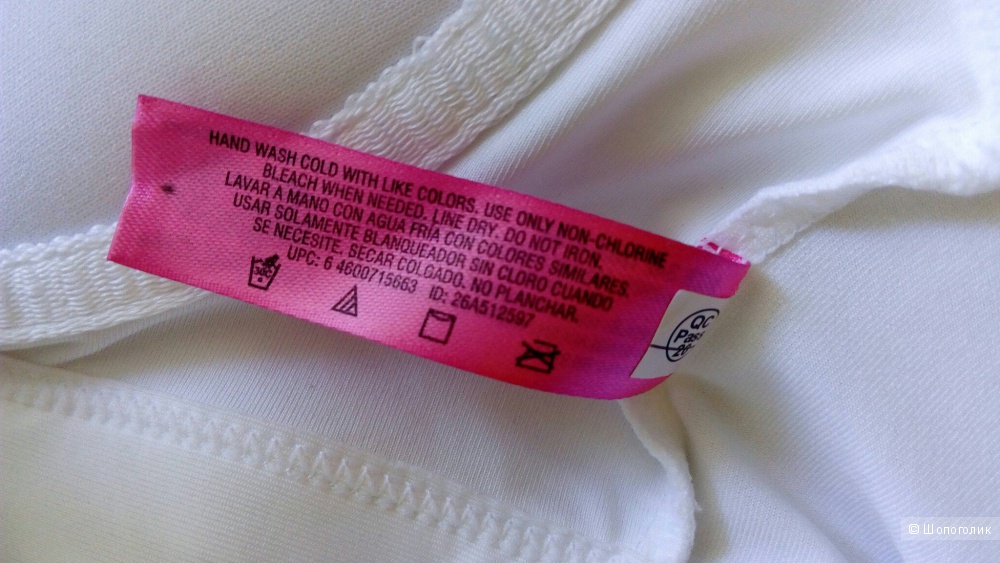 HAND WASH COLD WITH LIKE COLORS. USE ONLY NON-CHLORINE
BLEACH WHEN NEEDED. LINE DRY. DO NOT IRON.
LAVAR A MANO CON AGUA FRIA CON COLORES SIMILARES.
USAR SOLAMENTE BLANQUEADOR SIN CLORO CUANDO
SE NECESITE. SECAR COLGADO. NO PLANCHAR.
UPC: 6 4600715663 ID: 26A512597
30C
QC
© Шопоголик